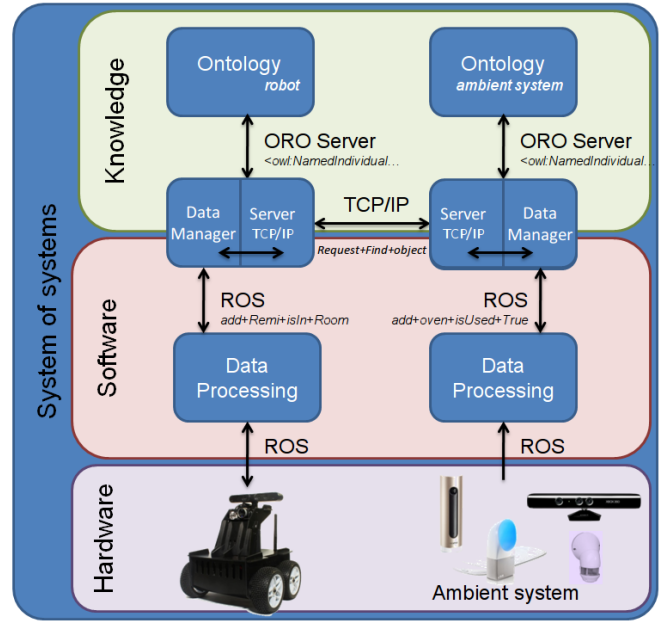 System of systems
Knowledge
Ontology
robot
Ontology
ambient system
ORO Server
<owl:NamedIndividual...
ORO Server
<owl:NamedIndividual...
Data
Manager
Server
TCP/IP
TCP/IP
Request+Find+object
Server
TCP/IP
Data
Manager
Software
ROS
add+Remi+isIn+Room
ROS
add+oven+isUsed+True
Data
Processing
Data
Processing
ROS
ROS
Hardware
Ambient system